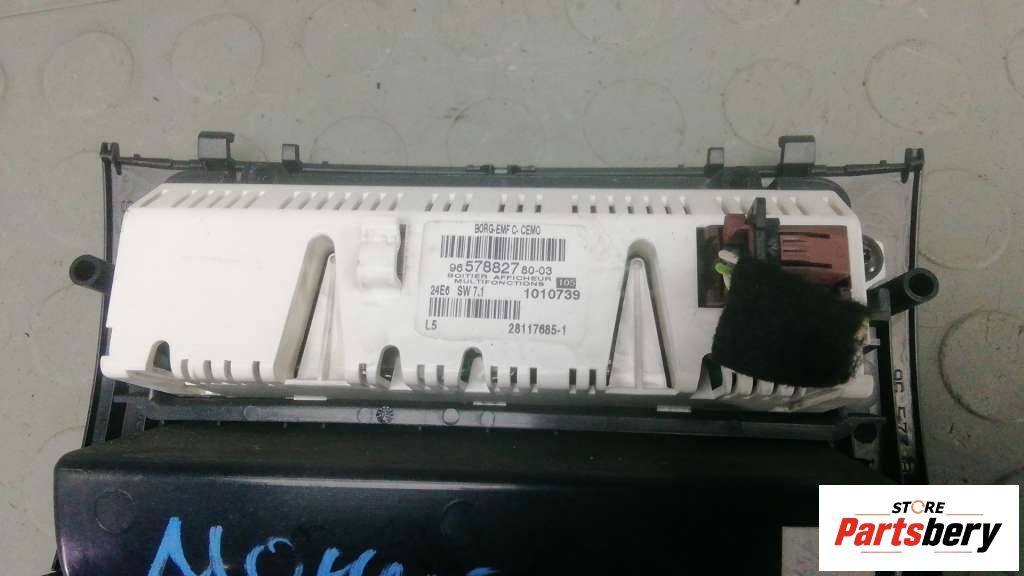 BORG-EMF C- CEMO
96 578827 80-03
BOITIER AFFICHEUR
MULTIFONCTIONS 105
24E6 SW 7.1 1010739
L5 28117685-1
STORE
Partsbery